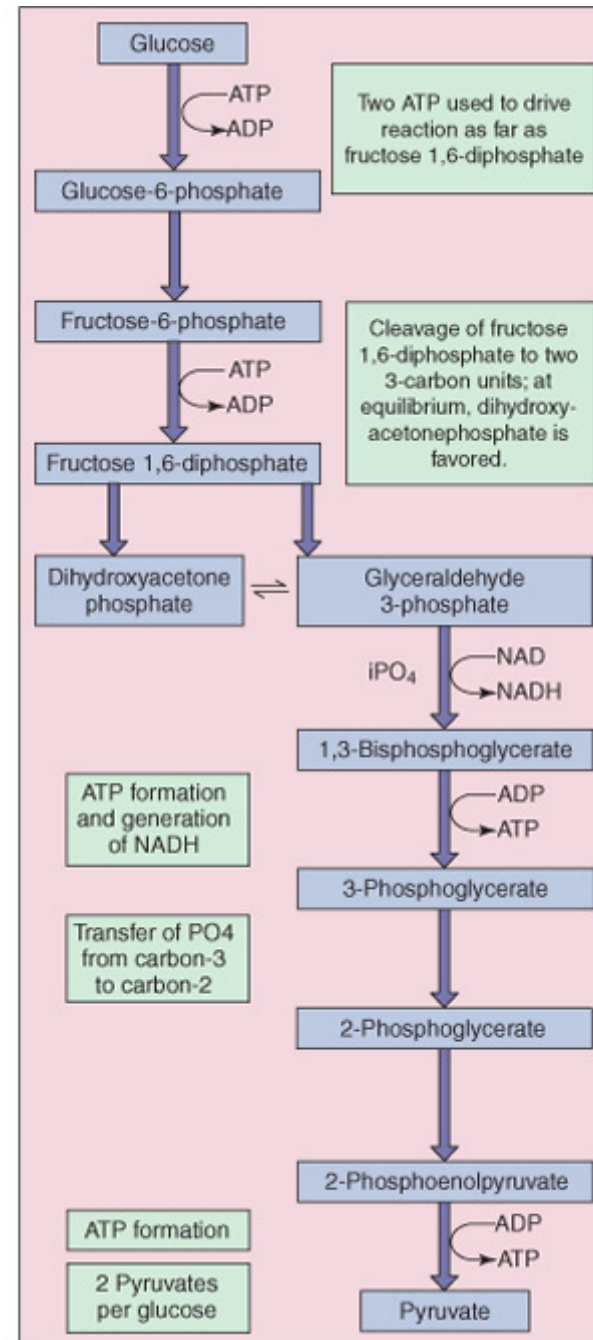 Glucose
ATP
ADP
Two ATP used to drive
reaction as far as
fructose 1,6-diphosphate
Glucose-6-phosphate
Fructose-6-phosphate
ATP
ADP
Cleavage of fructose
1,6-diphosphate to two
3-carbon units; at
equilibrium, dihydroxy-
acetonephosphate is
favored.
Fructose 1,6-diphosphate
Dihydroxyacetone
phosphate
Glyceraldehyde
3-phosphate
iPO4
NAD
NADH
1,3-Bisphosphoglycerate
ATP formation
and generation
of NADH
ADP
ATP
3-Phosphoglycerate
Transfer of PO4
from carbon-3
to carbon-2
2-Phosphoglycerate
2-Phosphoenolpyruvate
ATP formation
ADP
ATP
2 Pyruvates
per glucose
Pyruvate